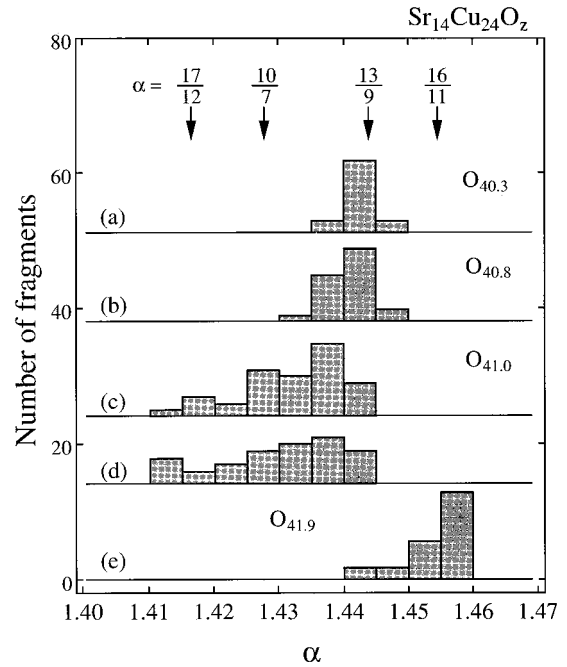 Sr₁₄Cu₂₄O_z
80
α = 17/12 10/7 13/9 16/11
60
(a) O₄₀.₃
(b) O₄₀.₈
40
(c) O₄₁.₀
20
(d)
O₄₁.₉
(e)
0
Number of fragments
1.40 1.41 1.42 1.43 1.44 1.45 1.46 1.47
α